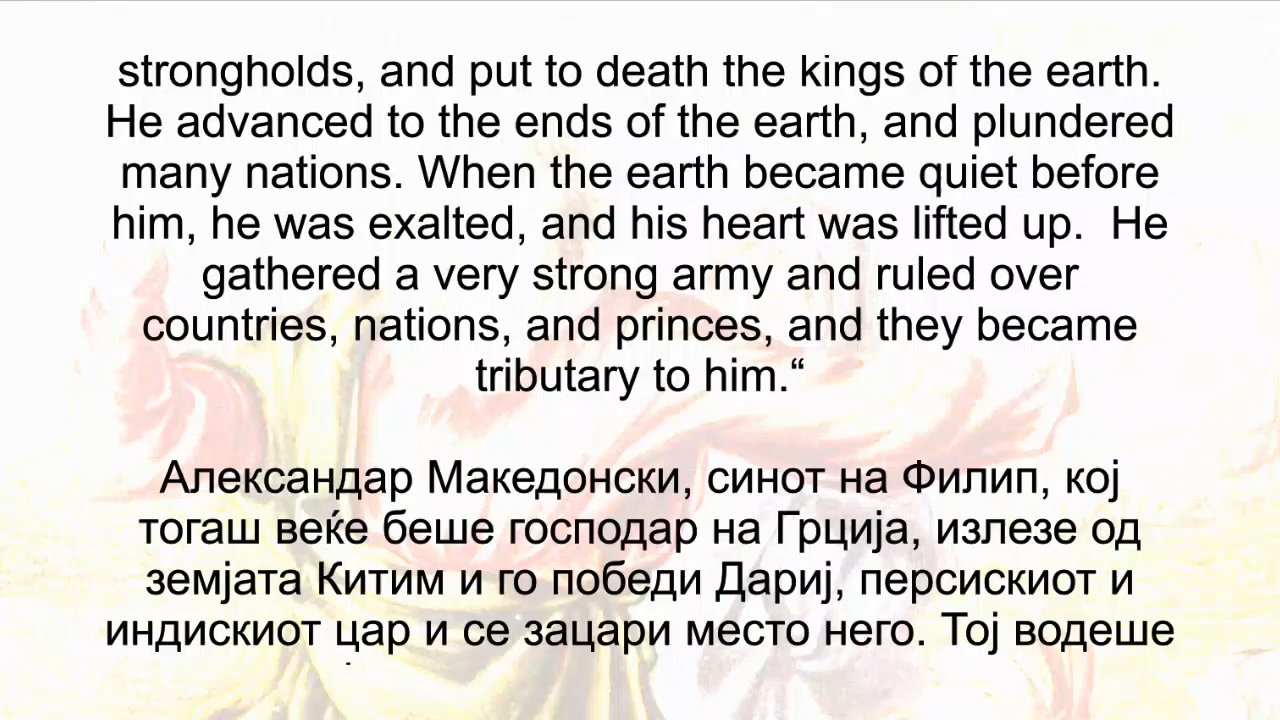 strongholds, and put to death the kings of the earth.
He advanced to the ends of the earth, and plundered
many nations. When the earth became quiet before
him, he was exalted, and his heart was lifted up.  He
gathered a very strong army and ruled over
countries, nations, and princes, and they became
tributary to him.“
Александар Македонски, синот на Филип, кој
тогаш веќе беше господар на Грција, излезе од
земјата Китим и го победи Дариј, персискиот и
индискиот цар и се зацари место него. Тој водеше